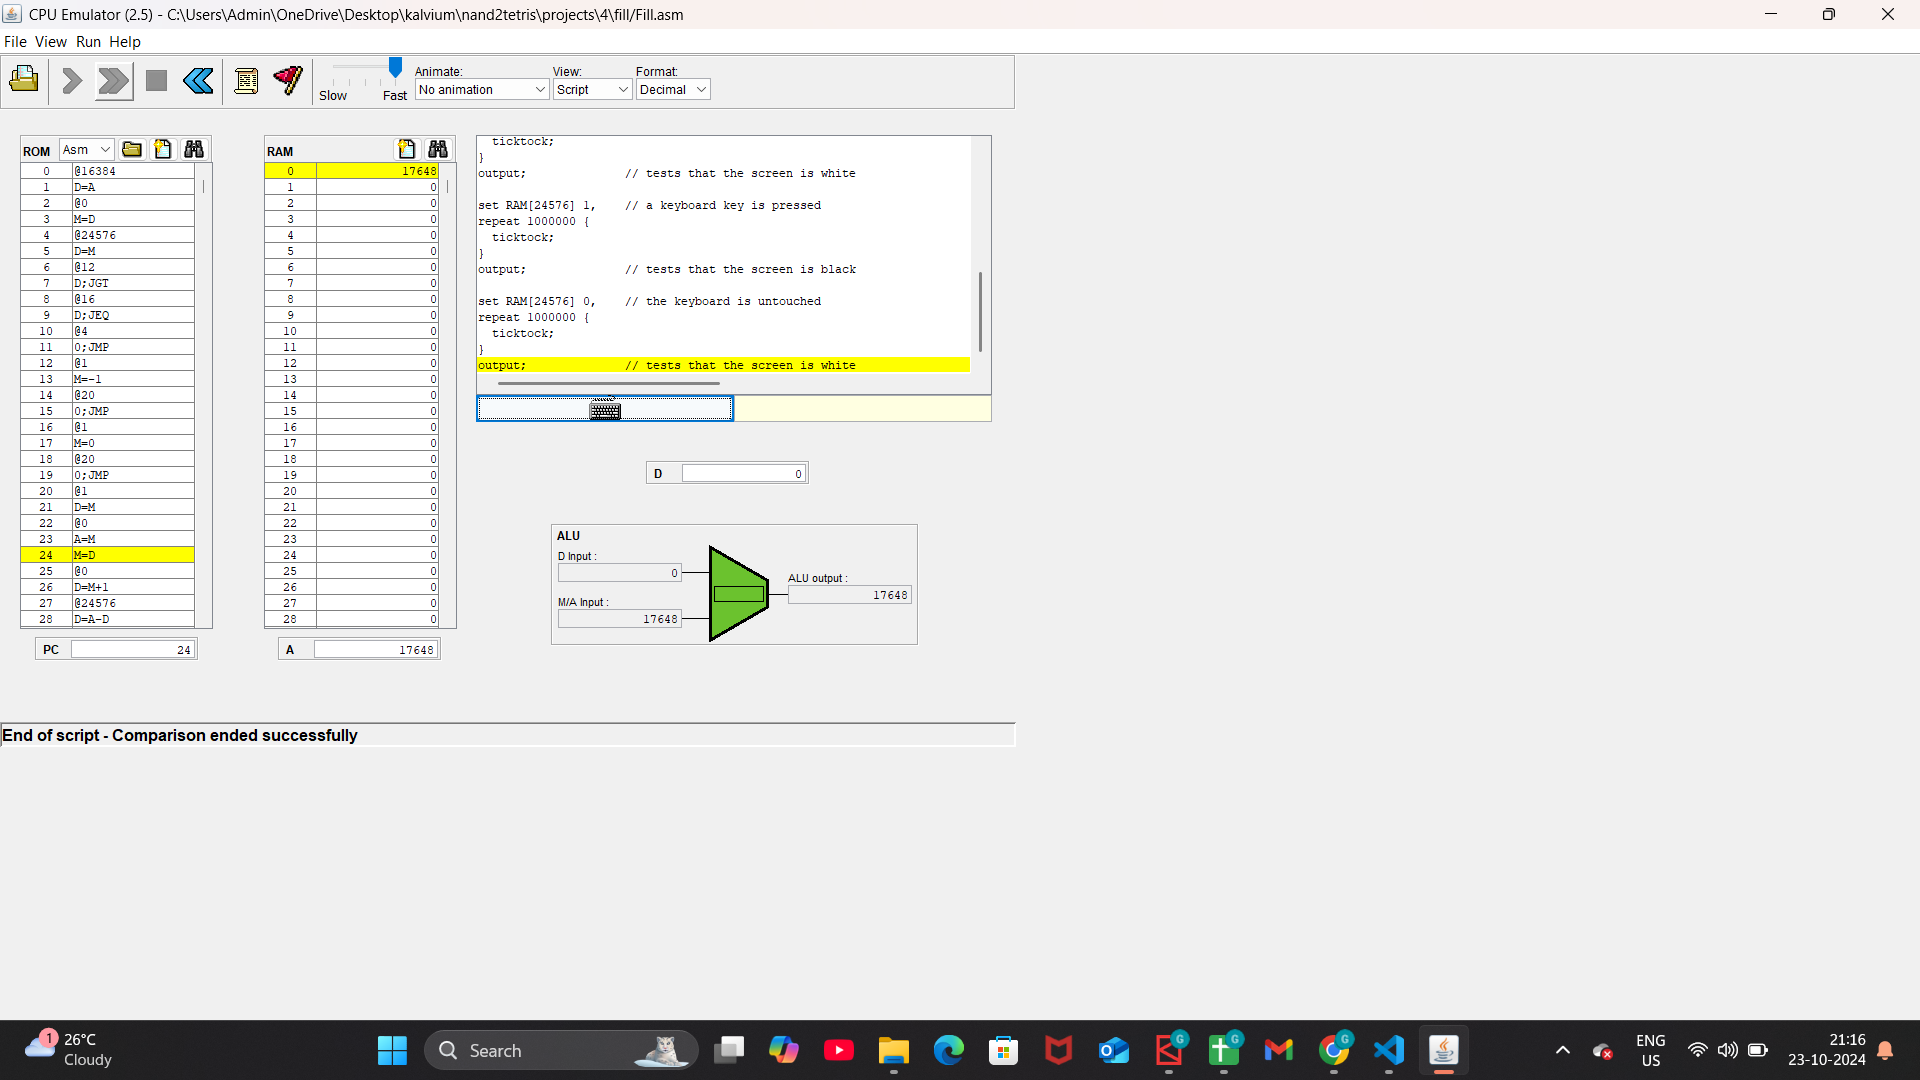 CPU Emulator (2.5) - C:\Users\Admin\OneDrive\Desktop\kalvium\nand2tetris\projects\4\fill/Fill.asm
File View Run Help
Slow Fast
Animate: View: Format:
No animation Script Decimal
ROM Asm
0 @16384
1 D=A
2 @0
3 M=D
4 @24576
5 D=M
6 @12
7 D;JGT
8 @16
9 D;JEQ
10 @4
11 0;JMP
12 @1
13 M=-1
14 @20
15 0;JMP
16 @1
17 M=0
18 @20
19 0;JMP
20 @1
21 D=M
22 @0
23 A=M
24 M=D
25 @0
26 D=M+1
27 @24576
28 D=A-D
PC 24
RAM
0 17648
1 0
2 0
3 0
4 0
5 0
6 0
7 0
8 0
9 0
10 0
11 0
12 0
13 0
14 0
15 0
16 0
17 0
18 0
19 0
20 0
21 0
22 0
23 0
24 0
25 0
26 0
27 0
28 0
A 17648
ticktock;
}
output; // tests that the screen is white
set RAM[24576] 1, // a keyboard key is pressed
repeat 1000000 {
ticktock;
}
output; // tests that the screen is black
set RAM[24576] 0, // the keyboard is untouched
repeat 1000000 {
ticktock;
}
output; // tests that the screen is white
D 0
ALU
D Input :
0
M/A Input :
17648
ALU output :
17648
End of script - Comparison ended successfully
1
26°C
Cloudy
Search
G
G
G
ENG
US
21:16
23-10-2024